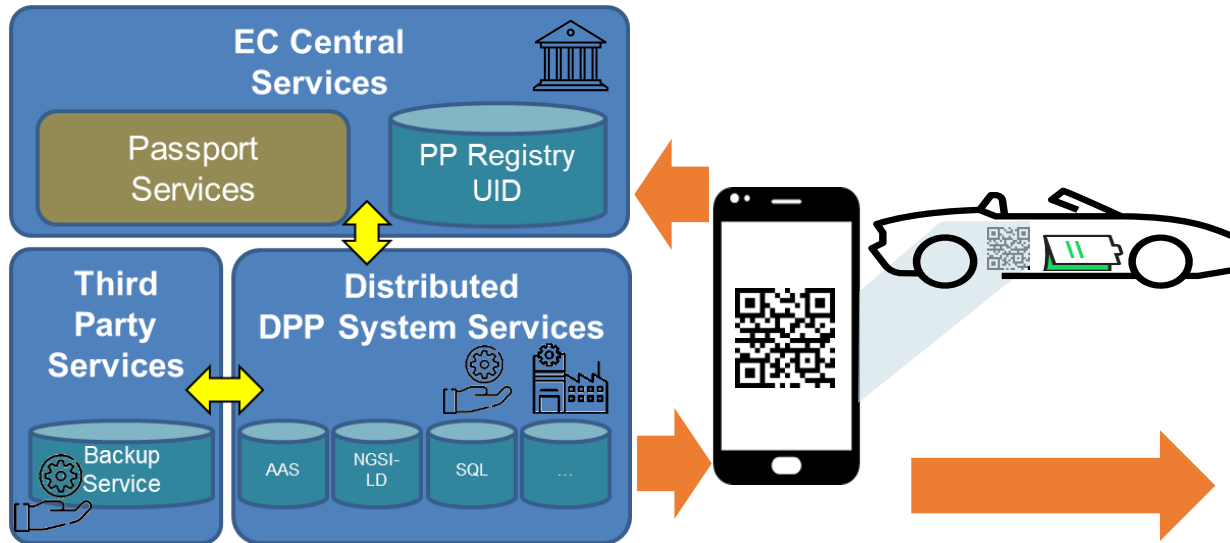 EC Central
Services
Passport
Services
PP Registry
UID
Third
Party
Services
Distributed
DPP System Services
Backup
Service
AAS
NGSI-
LD
SQL
...